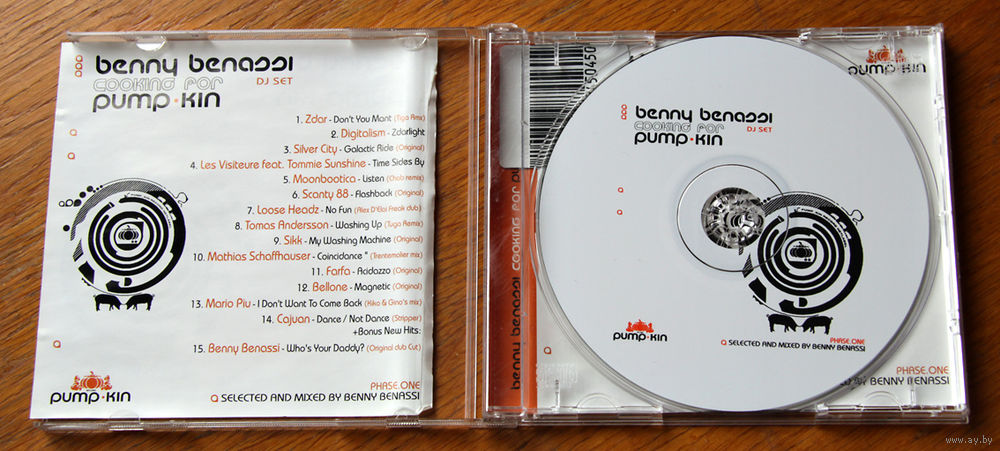 benny benassi
cooking for DJ SET
pump·kin
1. Zdar - Don't You Want (Tiga Rmx)
2. Digitalism - Zdarlight
3. Silver City - Galactic Ride (Original)
4. Les Visiteure feat. Tommie Sunshine - Time Sides By
5. Moonbootica - Listen (Chab remix)
6. Scanty 88 - Flashback (Original)
7. Loose Headz - No Fun (Alex D'Elai Freak dub)
8. Tomas Andersson - Washing Up (Tuga Remix)
9. Sikk - My Washing Machine (Original)
10. Mathias Schaffhauser - Coincidance " (Trentemoller mix)
11. Farfa - Acidazzo (Original)
12. Bellone - Magnetic (Original)
13. Mario Piu - I Don't Want To Come Back (Kiko & Gino's mix)
14. Cajuan - Dance / Not Dance (Stripper)
+Bonus New Hits:
15. Benny Benassi - Who's Your Daddy? (Original dub Cut)
PHASE.ONE
SELECTED AND MIXED BY BENNY BENASSI
pump·kin
benny benassi cooking for pu
50450
pump·kin
benny benassi
cooking for DJ SET
pump·kin
pump·kin
PHASE.ONE
SELECTED AND MIXED BY BENNY BENASSI
PHASE.ONE
BY BENNY BENASSI
www.ay.by